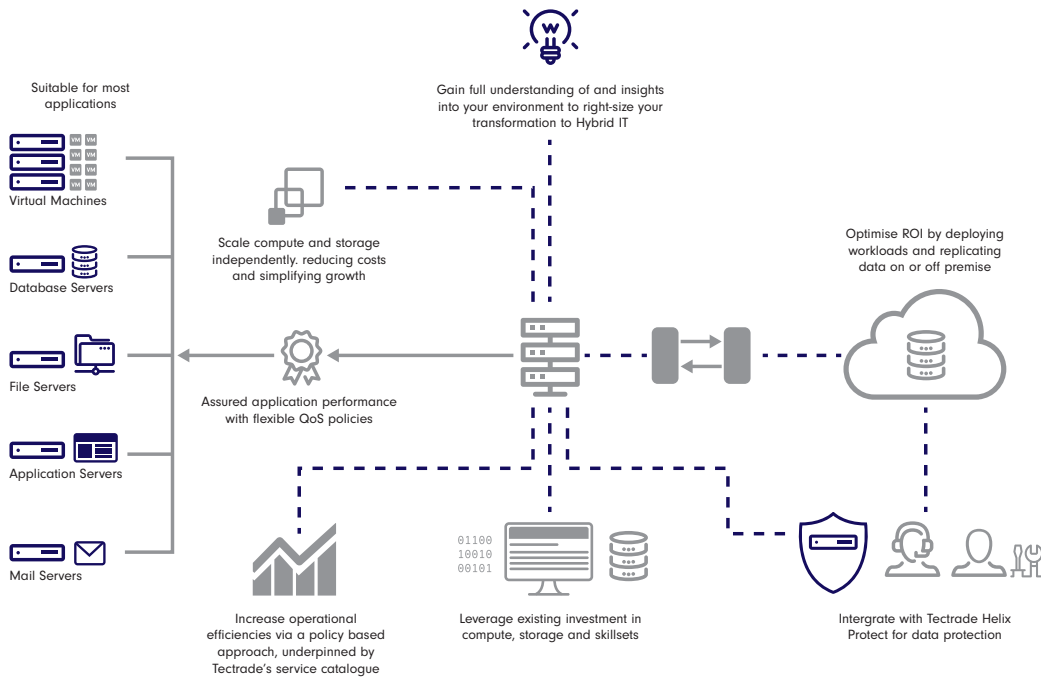 Gain full understanding of and insights
into your environment to right-size your
transformation to Hybrid IT
Suitable for most
applications
VM VM
VM VM
VM VM
VM VM
Virtual Machines
Database Servers
File Servers
Application Servers
Mail Servers
Scale compute and storage
independently. reducing costs
and simplifying growth
Assured application performance
with flexible QoS policies
Optimise ROI by deploying
workloads and replicating
data on or off premise
Increase operational
efficiencies via a policy based
approach, underpinned by
Tectrade's service catalogue
01100
10010
00101
Leverage existing investment in
compute, storage and skillsets
Intergrate with Tectrade Helix
Protect for data protection